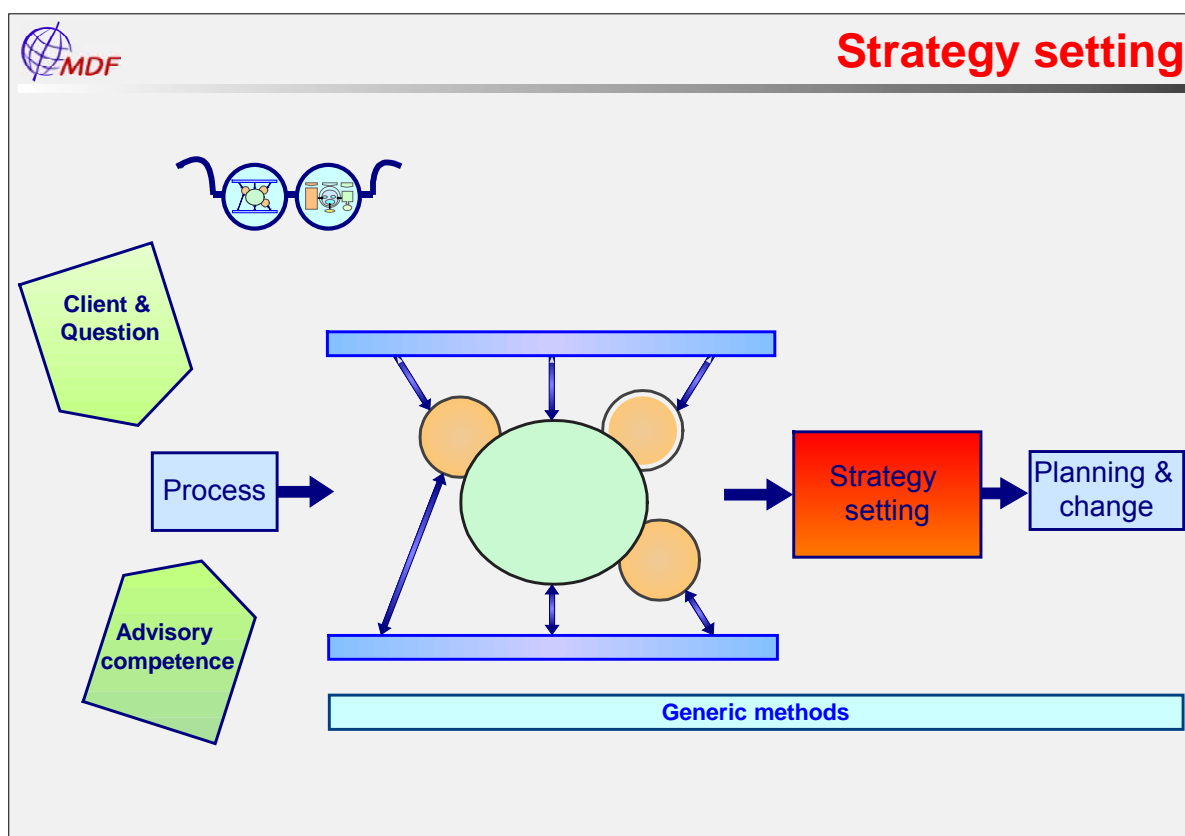 MDF
Strategy setting
Client &
Question
Process
Strategy
setting
Planning &
change
Advisory
competence
Generic methods